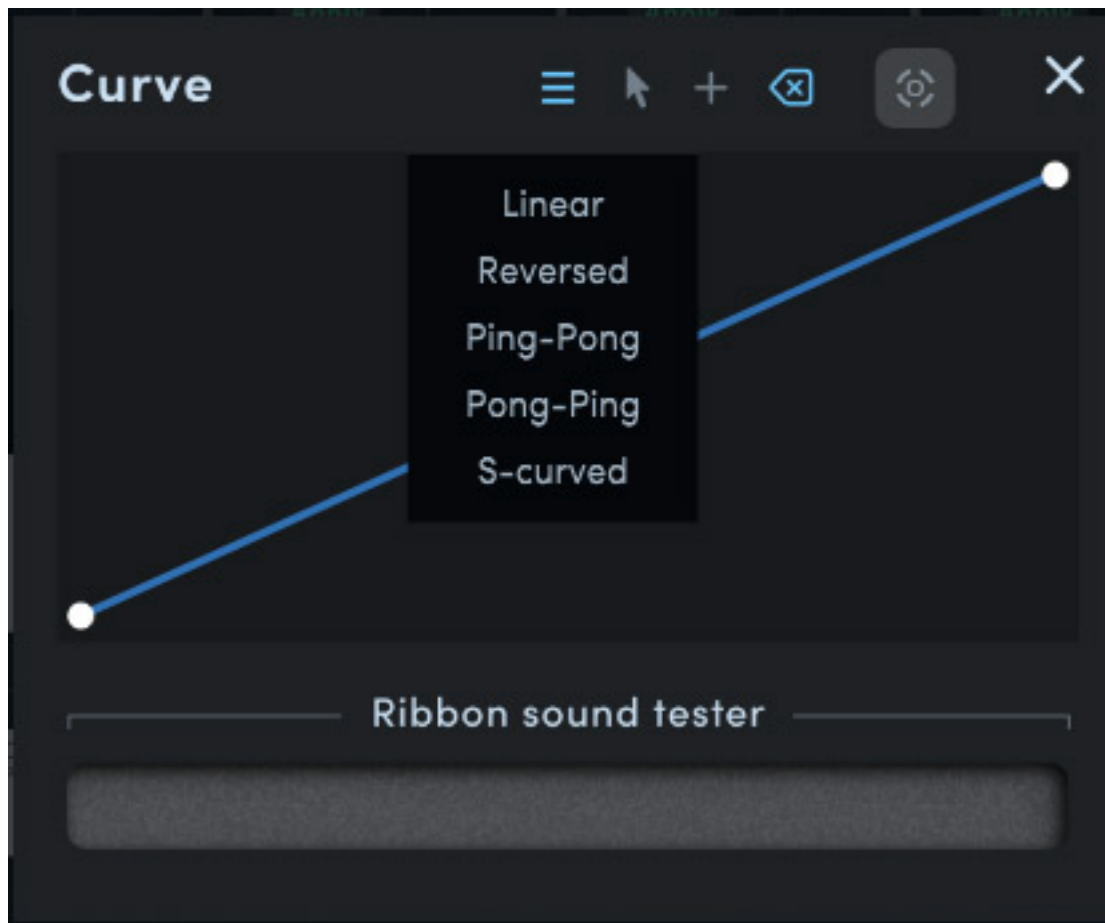 Curve
Linear
Reversed
Ping-Pong
Pong-Ping
S-curved
Ribbon sound tester